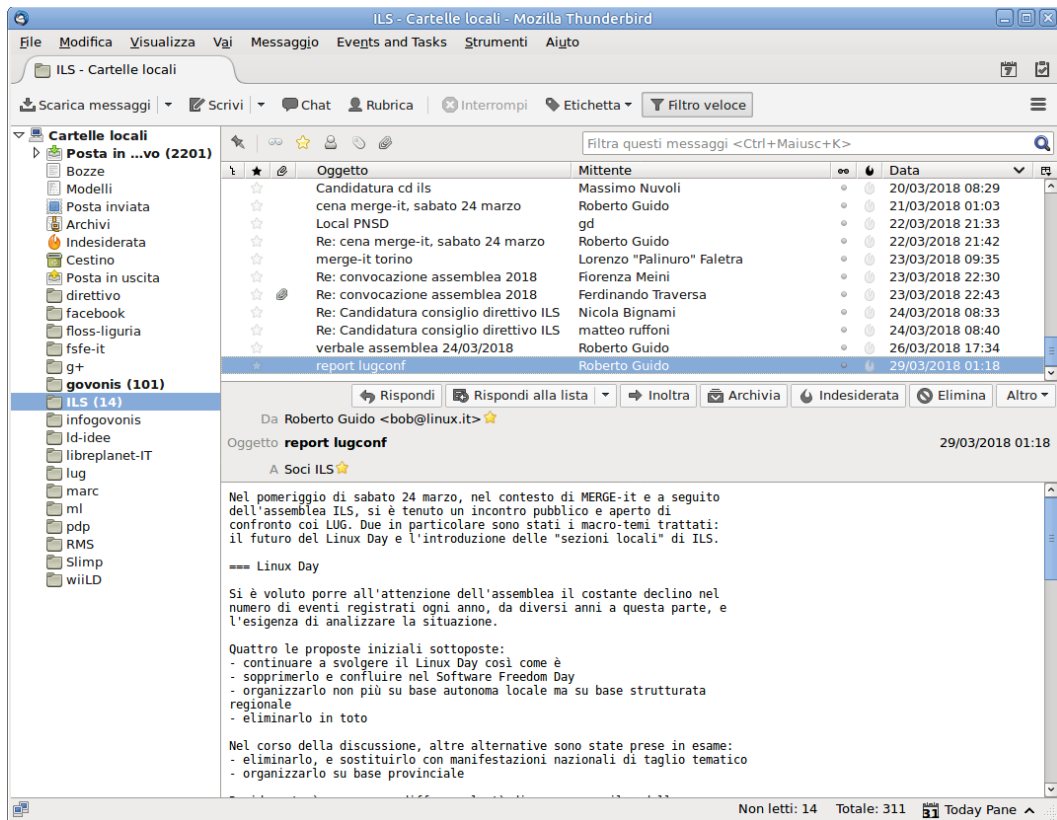 ILS - Cartelle locali - Mozilla Thunderbird
File Modifica Visualizza Vai Messaggio Events and Tasks Strumenti Aiuto
ILS - Cartelle locali
Scarica messaggi Scrivi Chat Rubrica Interrompi Etichetta Filtro veloce
Cartelle locali
Posta in ...vo (2201)
Bozze
Modelli
Posta inviata
Archivi
Indesiderata
Cestino
Posta in uscita
direttivo
facebook
floss-liguria
fsfe-it
g+
govonis (101)
ILS (14)
infogovonis
ld-idee
libreplanet-IT
lug
marc
ml
pdp
RMS
Slimp
wiiLD
Filtra questi messaggi <Ctrl+Maiusc+K>
Oggetto Mittente Data
Candidatura cd ils Massimo Nuvoli 20/03/2018 08:29
cena merge-it, sabato 24 marzo Roberto Guido 21/03/2018 01:03
Local PNSD gd 22/03/2018 21:33
Re: cena merge-it, sabato 24 marzo Roberto Guido 22/03/2018 21:42
merge-it torino Lorenzo "Palinuro" Faletra 23/03/2018 09:35
Re: convocazione assemblea 2018 Fiorenza Meini 23/03/2018 22:30
Re: convocazione assemblea 2018 Ferdinando Traversa 23/03/2018 22:43
Re: Candidatura consiglio direttivo ILS Nicola Bignami 24/03/2018 08:33
Re: Candidatura consiglio direttivo ILS matteo ruffoni 24/03/2018 08:40
verbale assemblea 24/03/2018 Roberto Guido 26/03/2018 17:34
report lugconf Roberto Guido 29/03/2018 01:18
Rispondi Rispondi alla lista Inoltra Archivia Indesiderata Elimina Altro
Da Roberto Guido <bob@linux.it>
Oggetto report lugconf 29/03/2018 01:18
A Soci ILS
Nel pomeriggio di sabato 24 marzo, nel contesto di MERGE-it e a seguito
dell'assemblea ILS, si è tenuto un incontro pubblico e aperto di
confronto coi LUG. Due in particolare sono stati i macro-temi trattati:
il futuro del Linux Day e l'introduzione delle "sezioni locali" di ILS.
=== Linux Day
Si è voluto porre all'attenzione dell'assemblea il costante declino nel
numero di eventi registrati ogni anno, da diversi anni a questa parte, e
l'esigenza di analizzare la situazione.
Quattro le proposte iniziali sottoposte:
- continuare a svolgere il Linux Day così come è
- sopprimerlo e confluire nel Software Freedom Day
- organizzarlo non più su base autonoma locale ma su base strutturata
regionale
- eliminarlo in toto
Nel corso della discussione, altre alternative sono state prese in esame:
- eliminarlo, e sostituirlo con manifestazioni nazionali di taglio tematico
- organizzarlo su base provinciale
Non letti: 14 Totale: 311 31 Today Pane